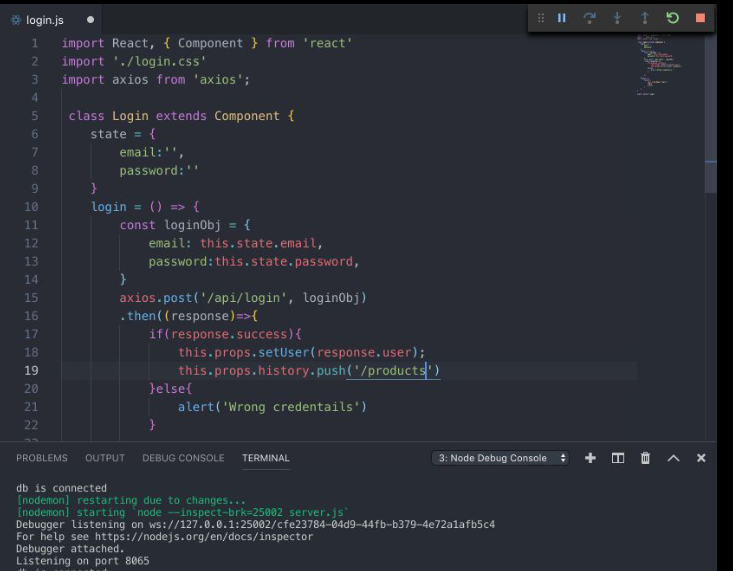 login.js
1 import React, { Component } from 'react'
2 import './login.css'
3 import axios from 'axios';
4
5 class Login extends Component {
6 state = {
7 email:'',
8 password:''
9 }
10 login = () => {
11 const loginObj = {
12 email: this.state.email,
13 password:this.state.password,
14 }
15 axios.post('/api/login', loginObj)
16 .then((response)=>{
17 if(response.success){
18 this.props.setUser(response.user);
19 this.props.history.push('/products')
20 }else{
21 alert('Wrong credentails')
22 }
PROBLEMS OUTPUT DEBUG CONSOLE TERMINAL 3: Node Debug Console
db is connected
[nodemon] restarting due to changes...
[nodemon] starting `node --inspect-brk=25002 server.js`
Debugger listening on ws://127.0.0.1:25002/cfe23784-04d9-44fb-b379-4e72a1afb5c4
For help see https://nodejs.org/en/docs/inspector
Debugger attached.
Listening on port 8065
db is connected